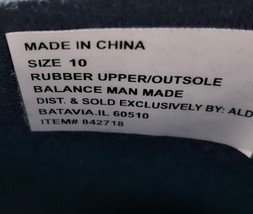 MADE IN CHINA
SIZE 10
RUBBER UPPER/OUTSOLE
BALANCE MAN MADE
DIST. & SOLD EXCLUSIVELY BY: ALD
BATAVIA.IL 60510
ITEM# 842718